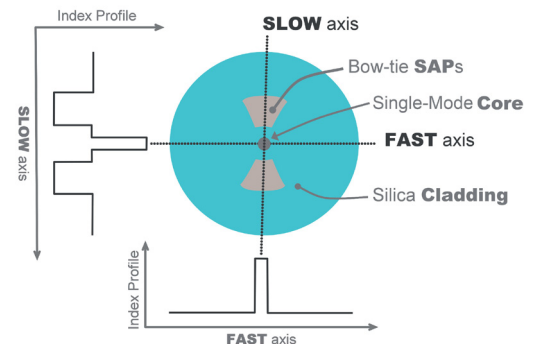 Index Profile
SLOW axis
SLOW axis
Bow-tie SAPs
Single-Mode Core
FAST axis
Silica Cladding
Index Profile
FAST axis